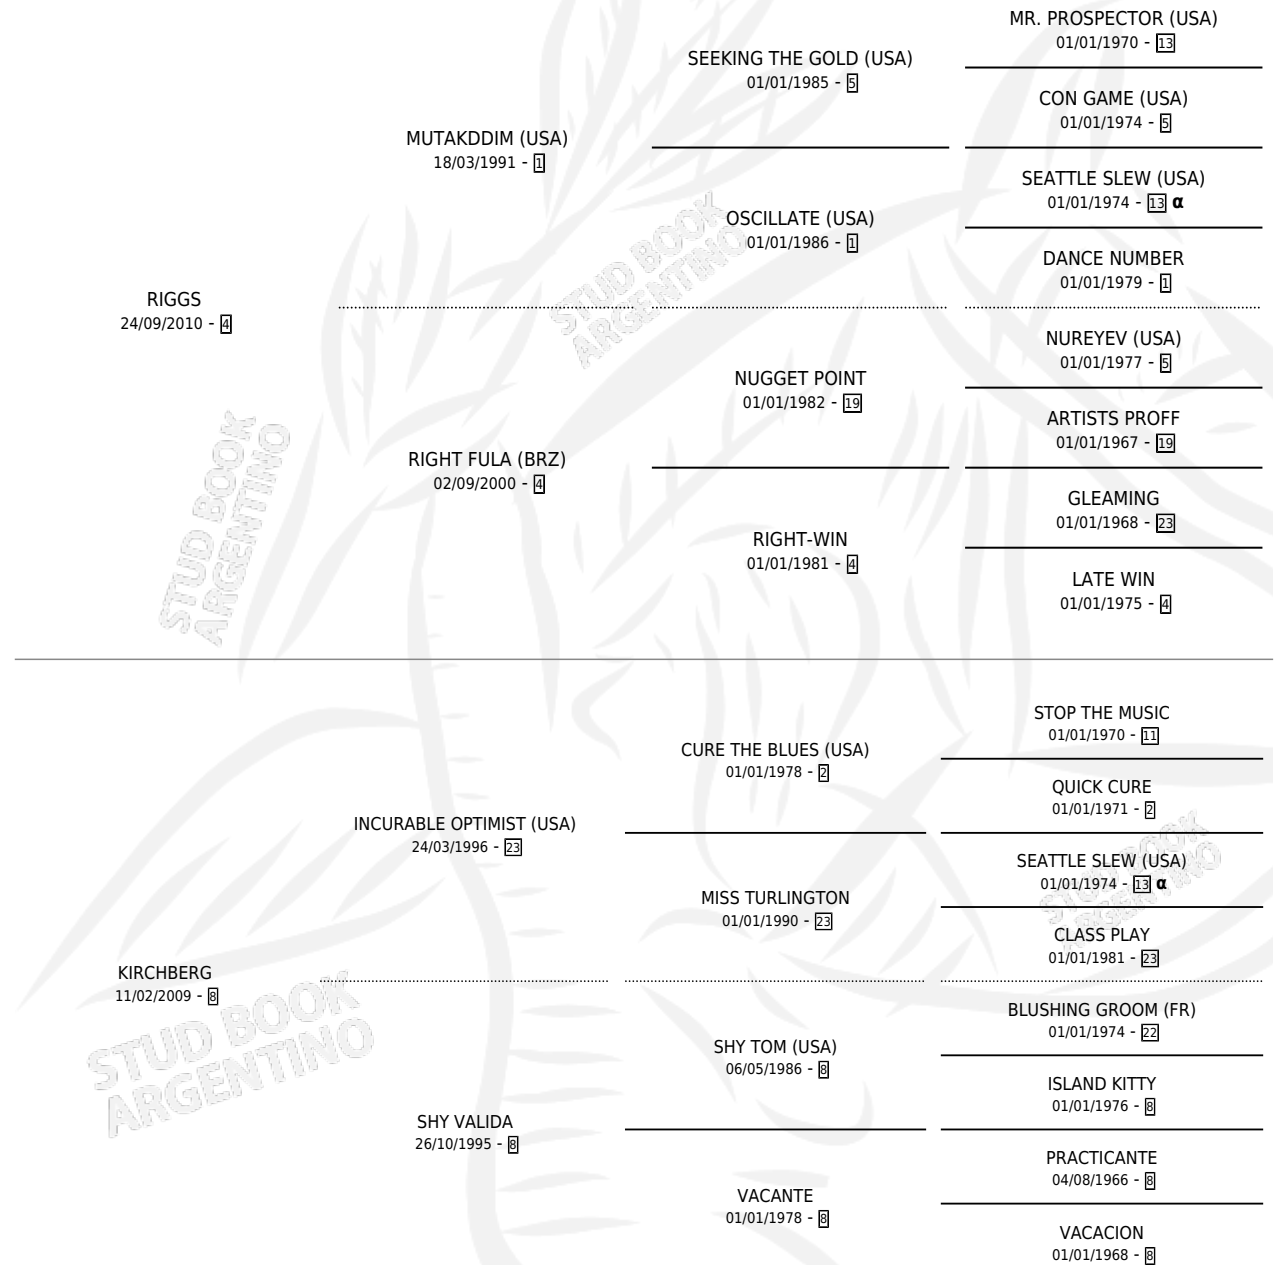 RIGGS
24/09/2010 - 4
MUTAKDDIM (USA)
18/03/1991 - 1
SEEKING THE GOLD (USA)
01/01/1985 - 5
MR. PROSPECTOR (USA)
01/01/1970 - 13
CON GAME (USA)
01/01/1974 - 5
OSCILLATE (USA)
01/01/1986 - 1
SEATTLE SLEW (USA)
01/01/1974 - 13 α
DANCE NUMBER
01/01/1979 - 1
RIGHT FULA (BRZ)
02/09/2000 - 4
NUGGET POINT
01/01/1982 - 19
NUREYEV (USA)
01/01/1977 - 5
ARTISTS PROFF
01/01/1967 - 19
RIGHT-WIN
01/01/1981 - 4
GLEAMING
01/01/1968 - 23
LATE WIN
01/01/1975 - 4
KIRCHBERG
11/02/2009 - 8
INCURABLE OPTIMIST (USA)
24/03/1996 - 23
CURE THE BLUES (USA)
01/01/1978 - 2
STOP THE MUSIC
01/01/1970 - 11
QUICK CURE
01/01/1971 - 2
MISS TURLINGTON
01/01/1990 - 23
SEATTLE SLEW (USA)
01/01/1974 - 13 α
CLASS PLAY
01/01/1981 - 23
SHY VALIDA
26/10/1995 - 8
SHY TOM (USA)
06/05/1986 - 8
BLUSHING GROOM (FR)
01/01/1974 - 22
ISLAND KITTY
01/01/1976 - 8
VACANTE
01/01/1978 - 8
PRACTICANTE
04/08/1966 - 8
VACACION
01/01/1968 - 8
STUD BOOK
ARGENTINO
STUD BOOK
ARGENTINO
STUD BOOK
ARGENTINO
STUD BOOK
ARGENTINO